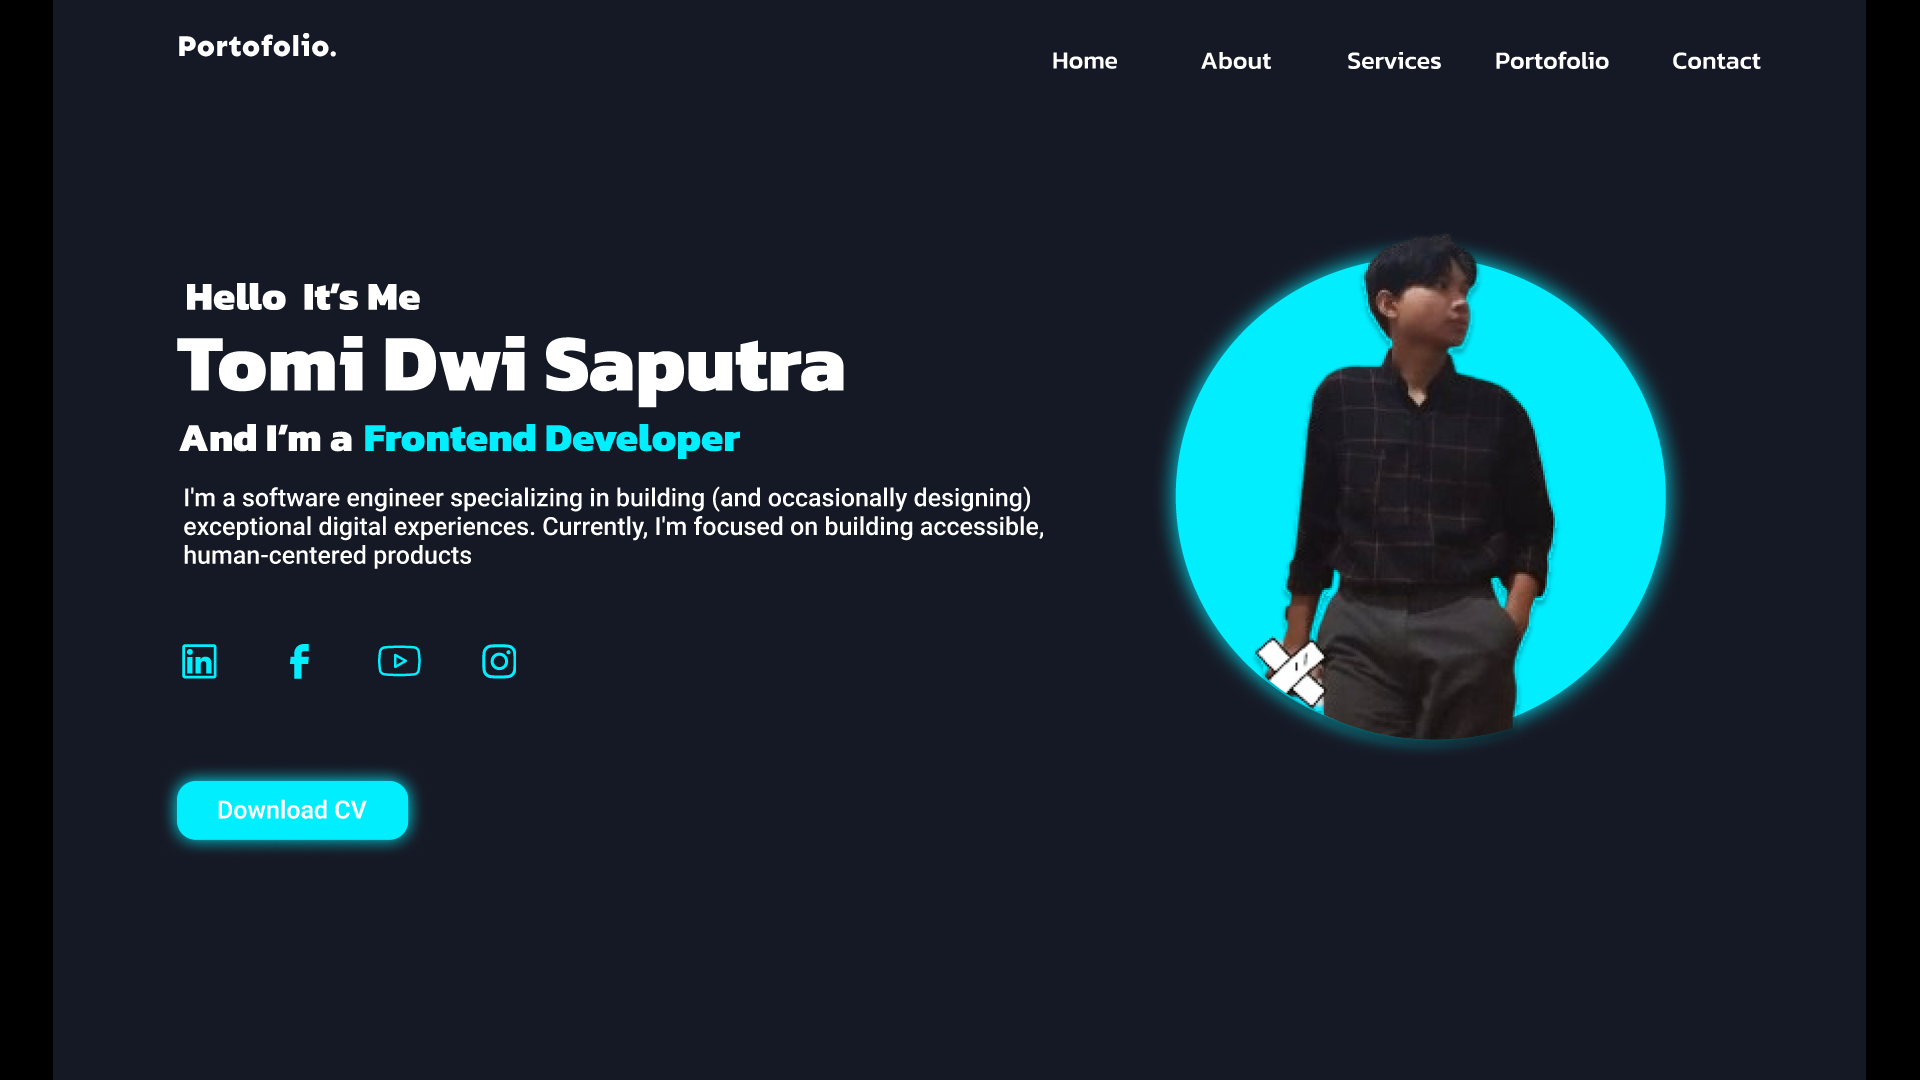 Portofolio.
Home About Services Portofolio Contact
Hello It’s Me
Tomi Dwi Saputra
And I’m a Frontend Developer
I'm a software engineer specializing in building (and occasionally designing)
exceptional digital experiences. Currently, I'm focused on building accessible,
human-centered products
Download CV